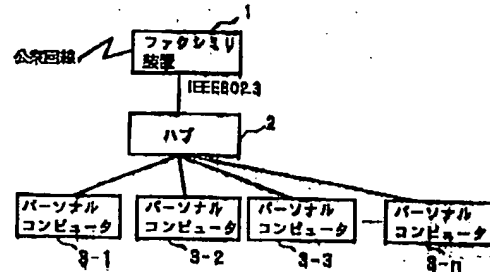 1
ファクシミリ
装置
公衆回線
IEEE802.3
ハブ
2
パーソナル
コンピュータ
パーソナル
コンピュータ
パーソナル
コンピュータ
パーソナル
コンピュータ
3-1
3-2
3-3
3-n